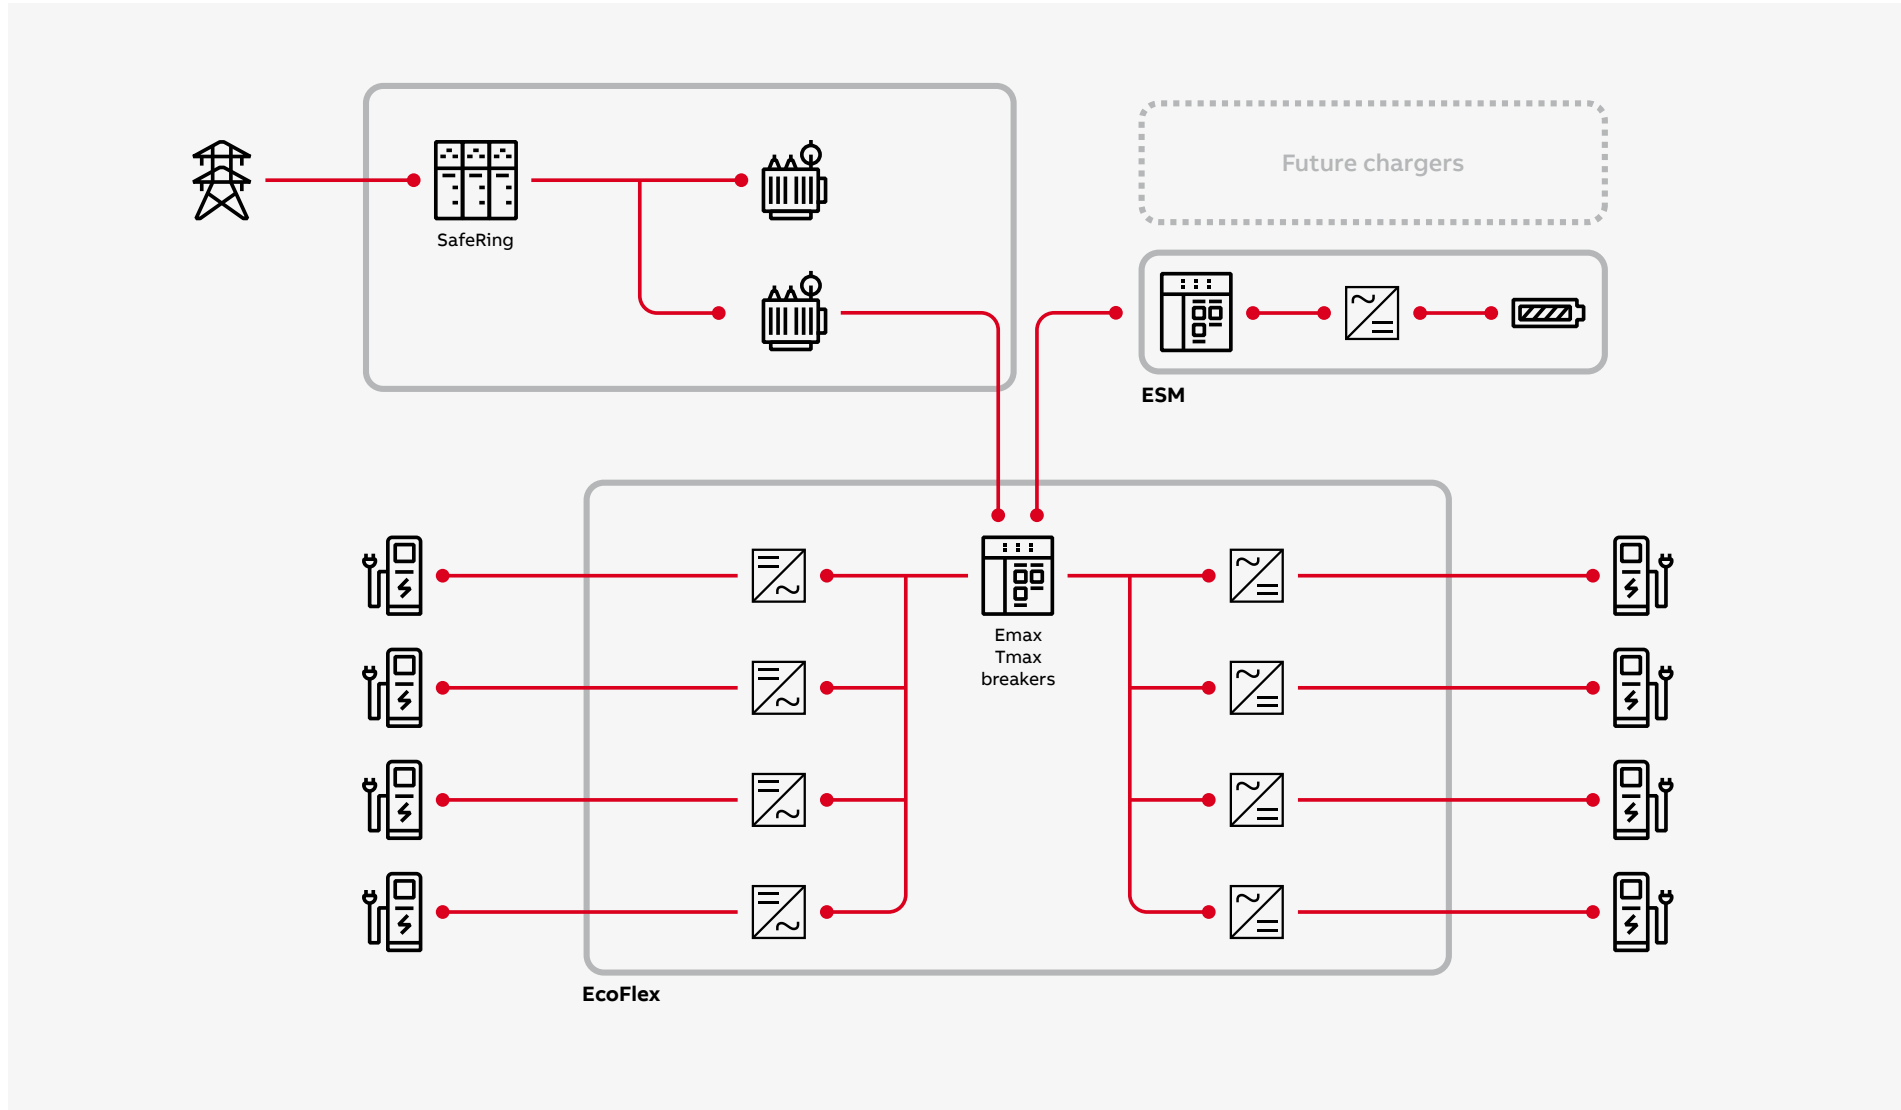 Future chargers
SafeRing
ESM
Emax
Tmax
breakers
EcoFlex